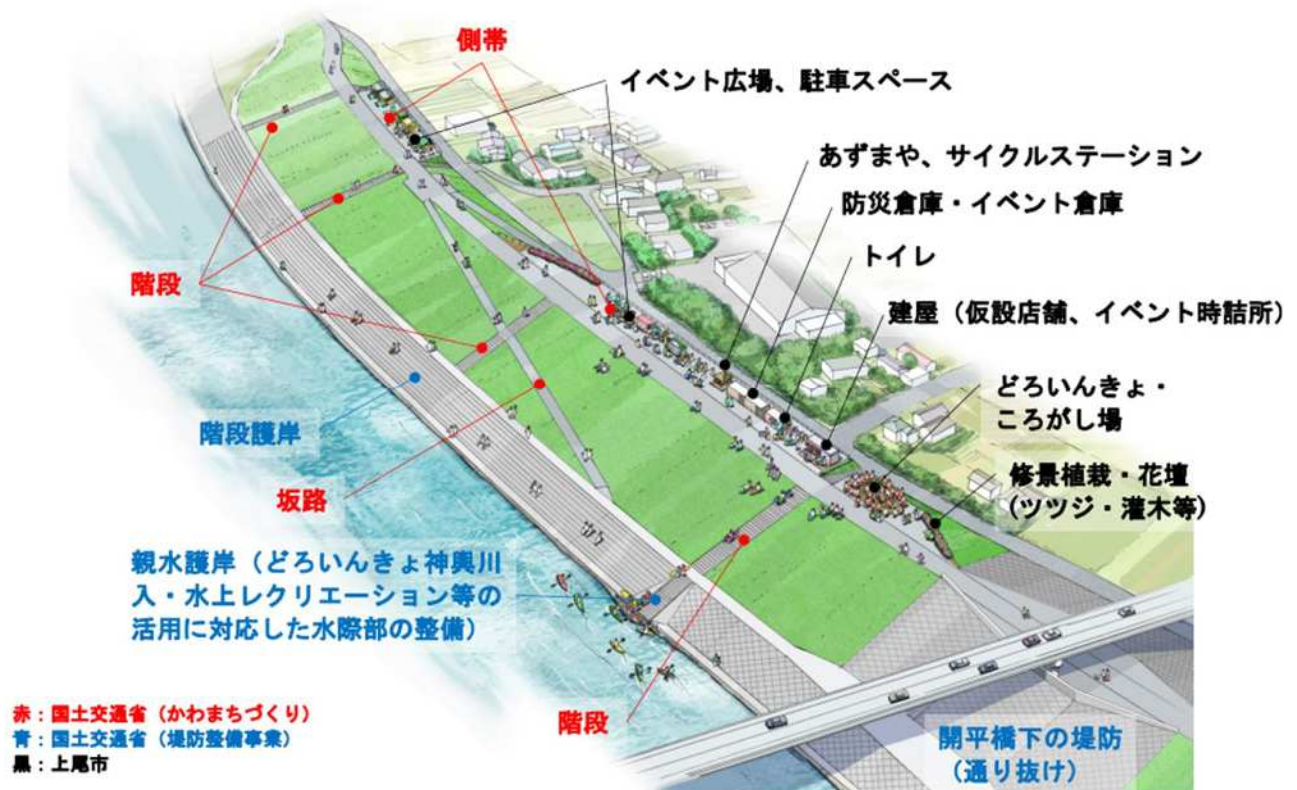 側帯
イベント広場、駐車スペース
あずまや、サイクルステーション
防災倉庫・イベント倉庫
トイレ
建屋（仮設店舗、イベント時詰所）
どろいんきょ・
ころがし場
修景植栽・花壇
(ツツジ・灌木等)
階段
階段護岸
坂路
親水護岸（どろいんきょ神輿川
入・水上レクリエーション等の
活用に対応した水際部の整備）
階段
開平橋下の堤防
（通り抜け）
赤：国土交通省（かわまちづくり）
青：国土交通省（堤防整備事業）
黒：上尾市